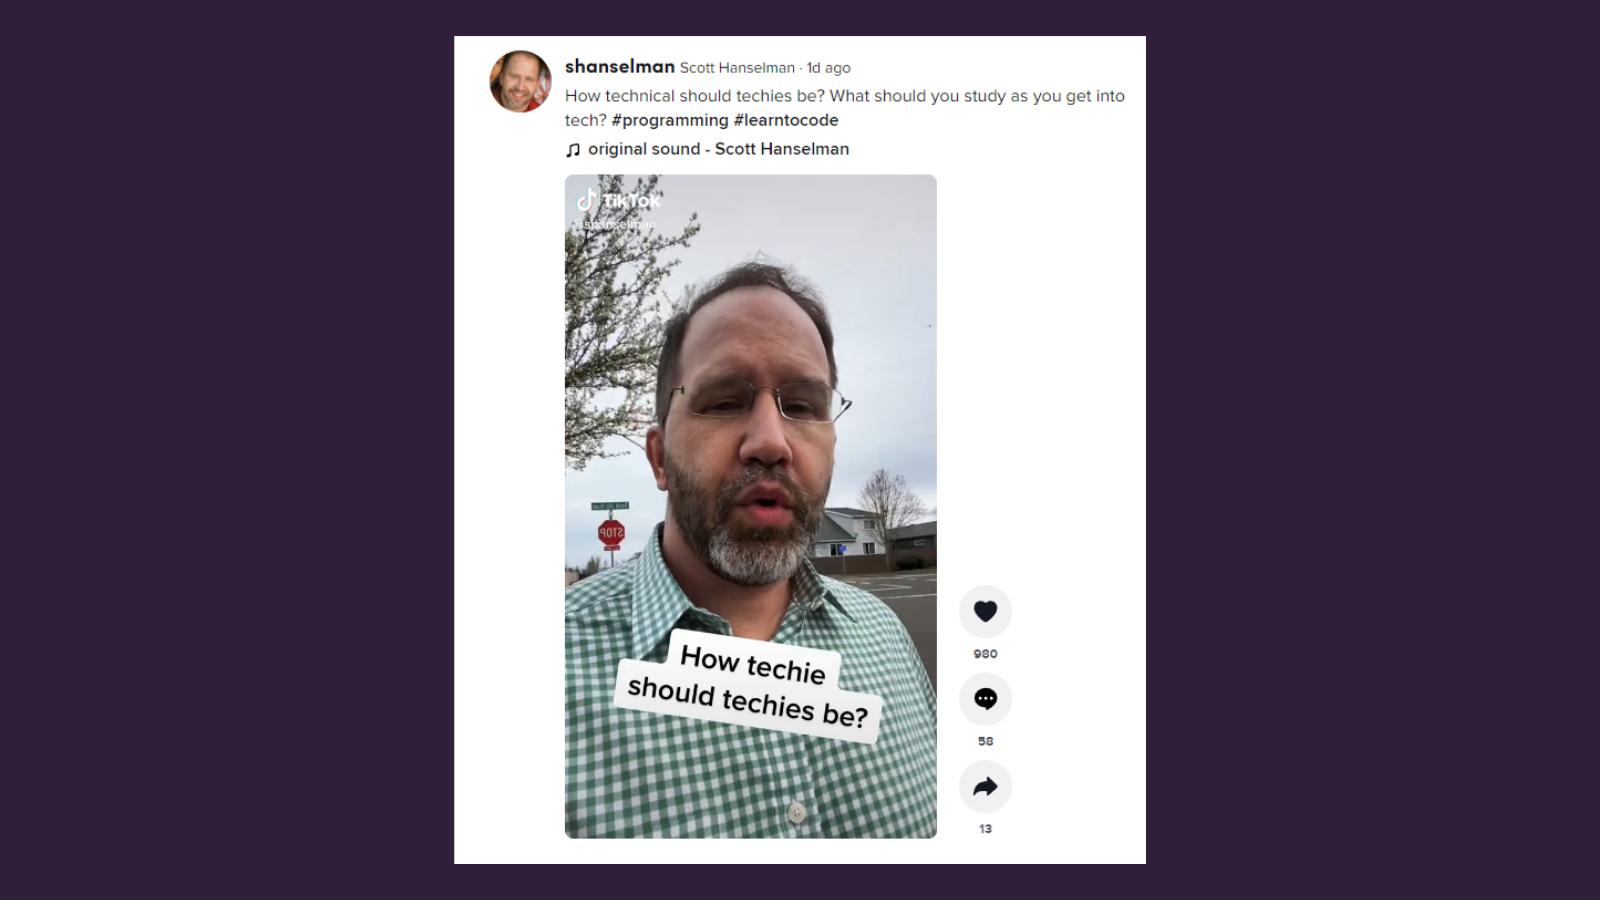 shanselman Scott Hanselman · 1d ago
How technical should techies be? What should you study as you get into
tech? #programming #learntocode
original sound - Scott Hanselman
TikTok
@shanselman
STOP
How techie
should techies be?
980
58
13